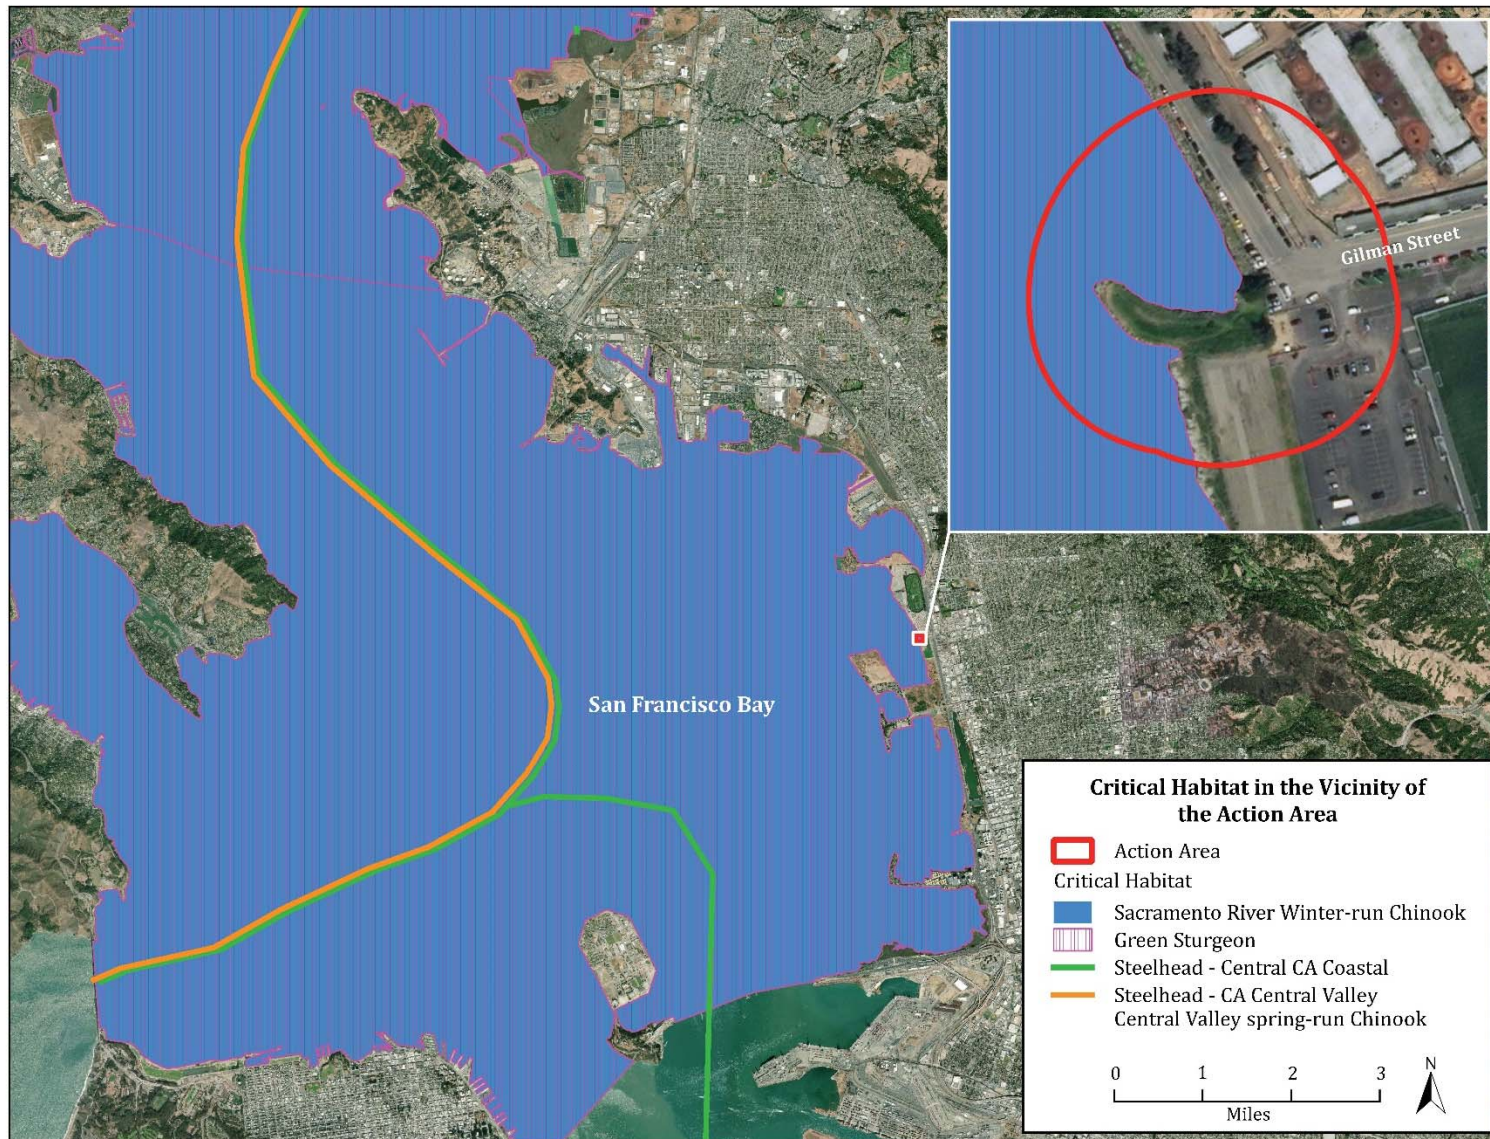 Gilman Street
San Francisco Bay
Critical Habitat in the Vicinity of
the Action Area
Action Area
Critical Habitat
Sacramento River Winter-run Chinook
Green Sturgeon
Steelhead - Central CA Coastal
Steelhead - CA Central Valley
Central Valley spring-run Chinook
0 1 2 3
Miles
N